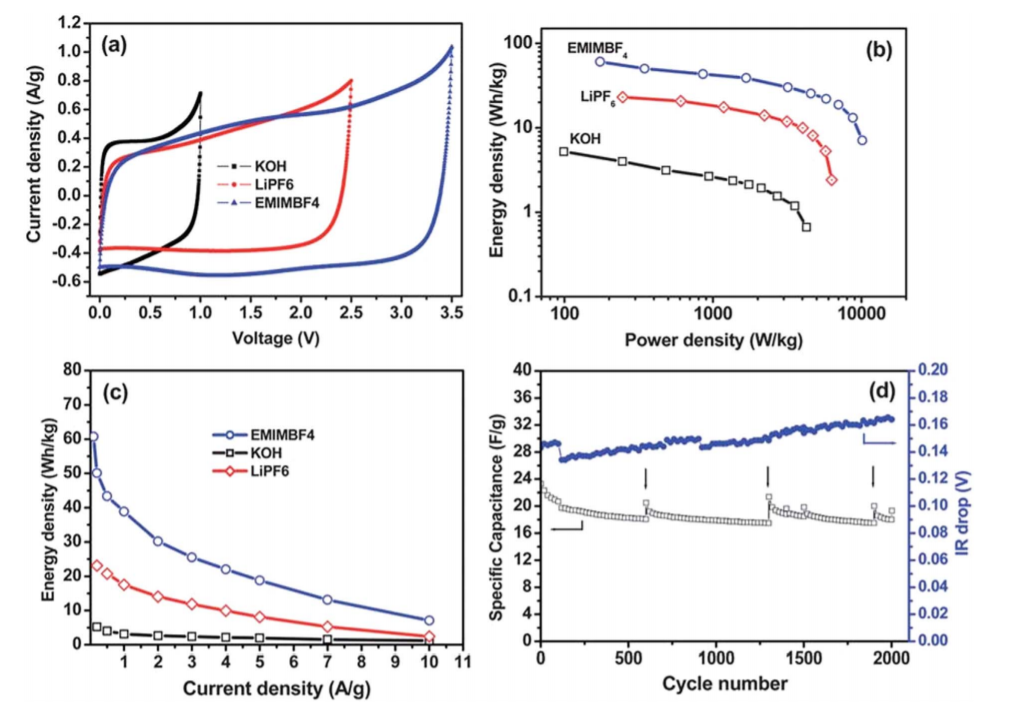 (a)
1.2
1.0
0.8
0.6
0.4
0.2
0.0
-0.2
-0.4
-0.6
Current density (A/g)
KOH
LiPF6
EMIMBF4
0.0 0.5 1.0 1.5 2.0 2.5 3.0 3.5
Voltage (V)
(b)
100
10
1
0.1
Energy density (Wh/kg)
EMIMBF4
LiPF6
KOH
100 1000 10000
Power density (W/kg)
(c)
80
70
60
50
40
30
20
10
0
Energy density (Wh/kg)
EMIMBF4
KOH
LiPF6
1 2 3 4 5 6 7 8 9 10 11
Current density (A/g)
(d)
40
36
32
28
24
20
16
12
8
4
0
Specific Capacitance (F/g)
0.20
0.18
0.16
0.14
0.12
0.10
0.08
0.06
0.04
0.02
0.00
IR drop (V)
0 500 1000 1500 2000
Cycle number